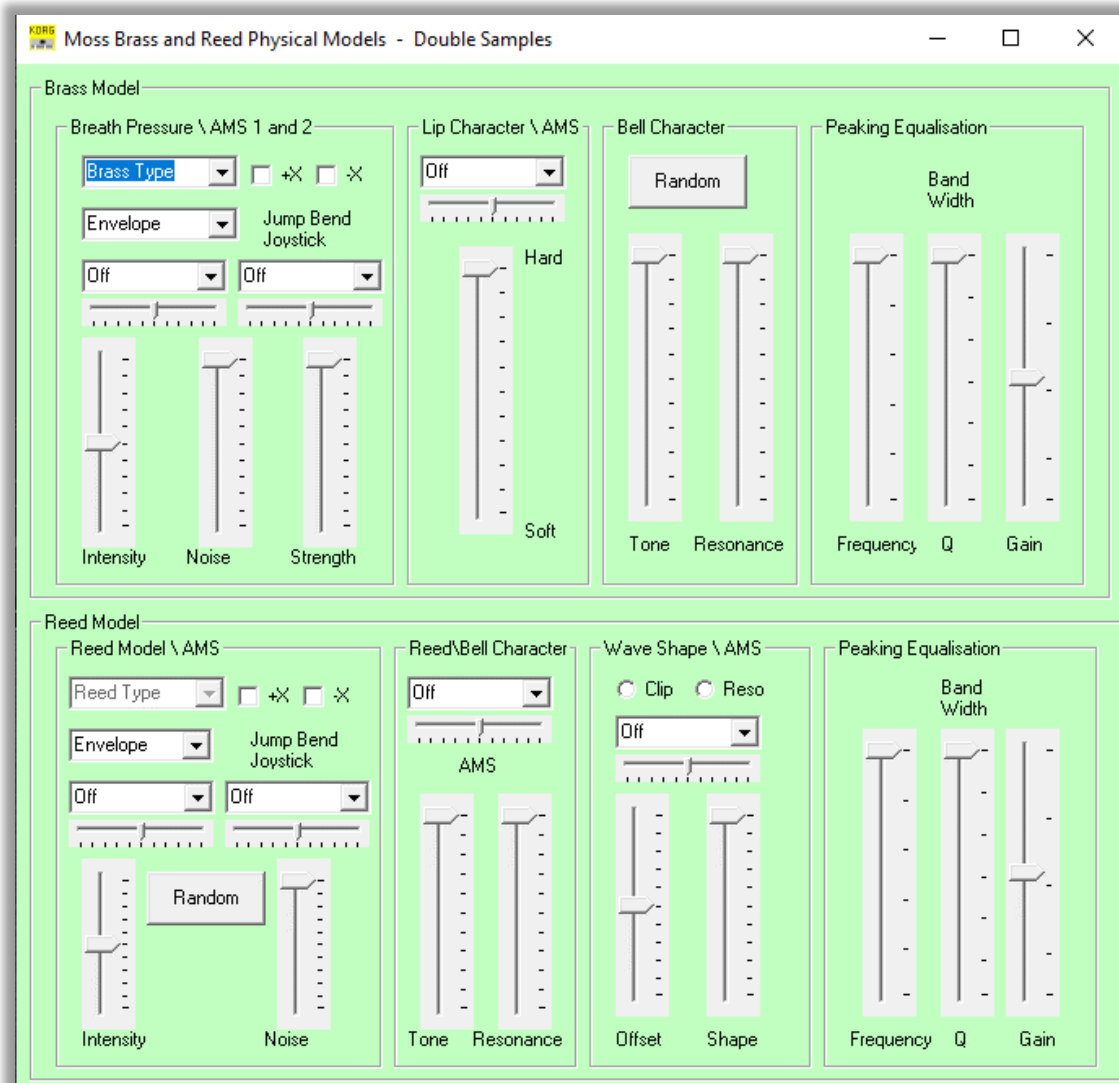 KORG
Moss Brass and Reed Physical Models - Double Samples
Brass Model
Breath Pressure \ AMS 1 and 2
Lip Character \ AMS
Bell Character
Peaking Equalisation
Brass Type
+X
-X
Off
Random
Band
Width
Envelope
Jump Bend
Joystick
Off
Off
Hard
Soft
Intensity
Noise
Strength
Tone
Resonance
Frequency
Q
Gain
Reed Model
Reed Model \ AMS
Reed\Bell Character
Wave Shape \ AMS
Peaking Equalisation
Reed Type
+X
-X
Off
Clip
Reso
Band
Width
Envelope
Jump Bend
Joystick
Off
AMS
Off
Off
Random
Intensity
Noise
Tone
Resonance
Offset
Shape
Frequency
Q
Gain